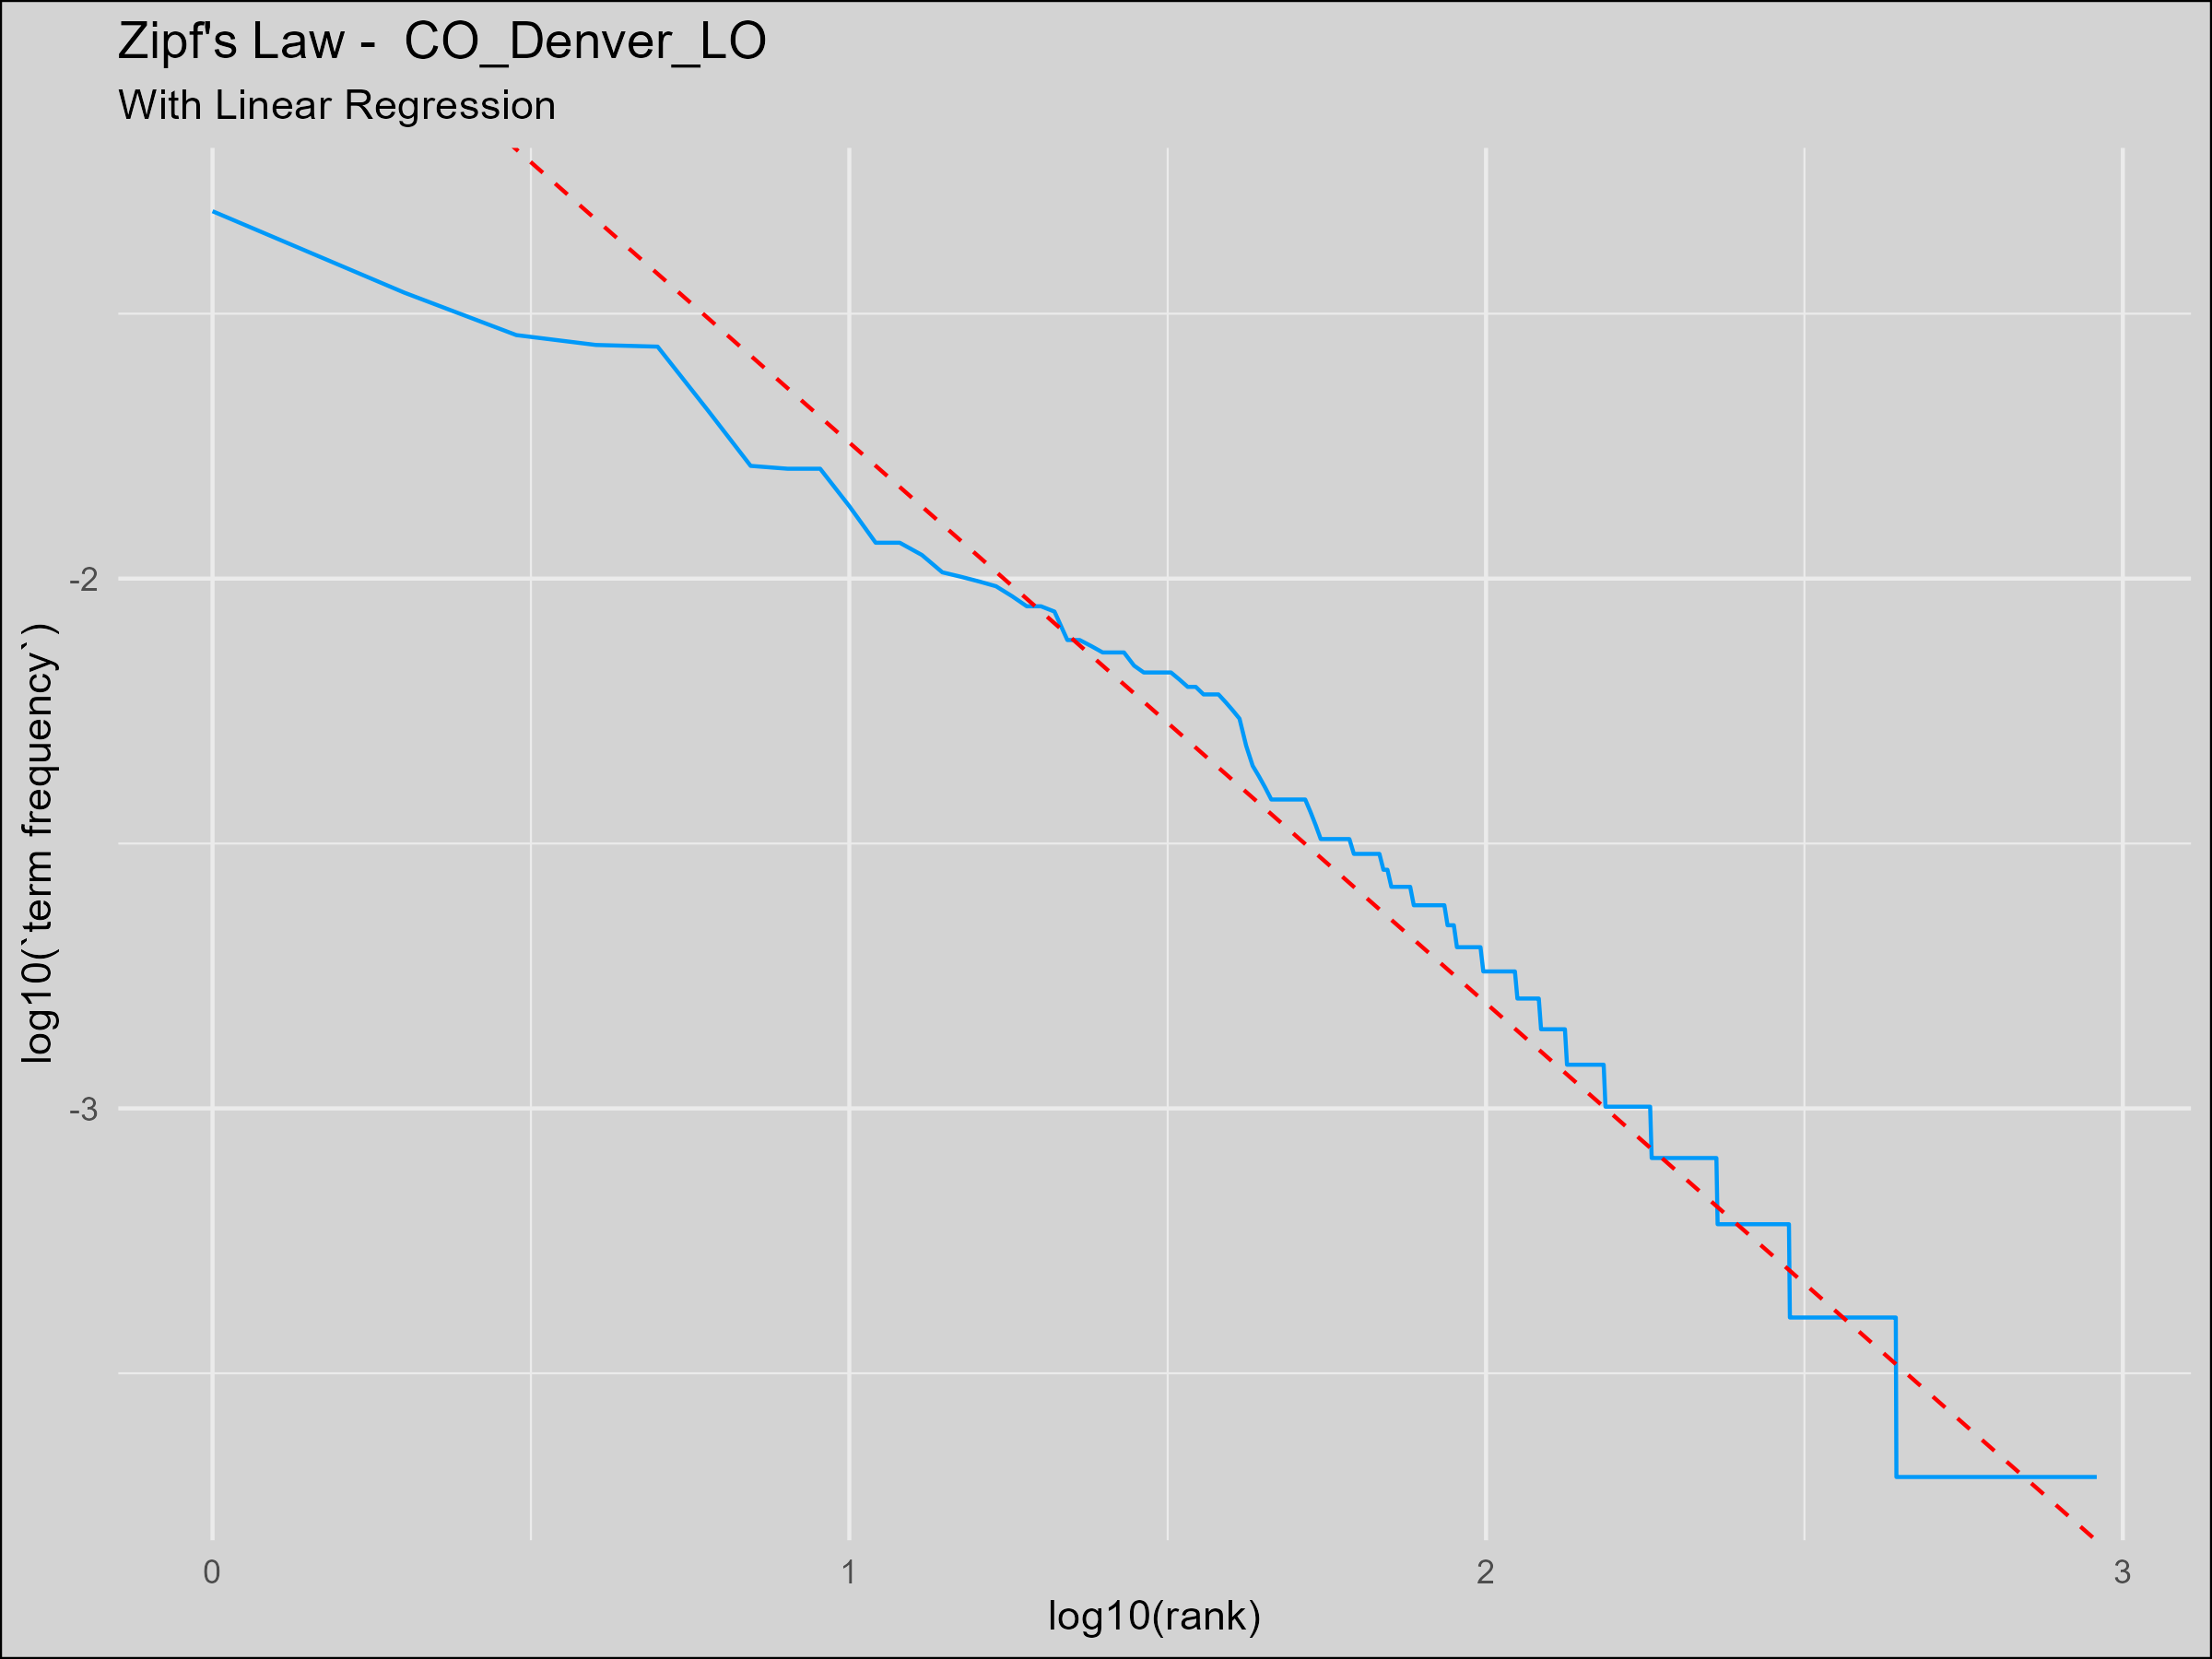 Zipf's Law -  CO_Denver_LO
With Linear Regression
log10(`term frequency`)
-2
-3
0
1
2
3
log10(rank)